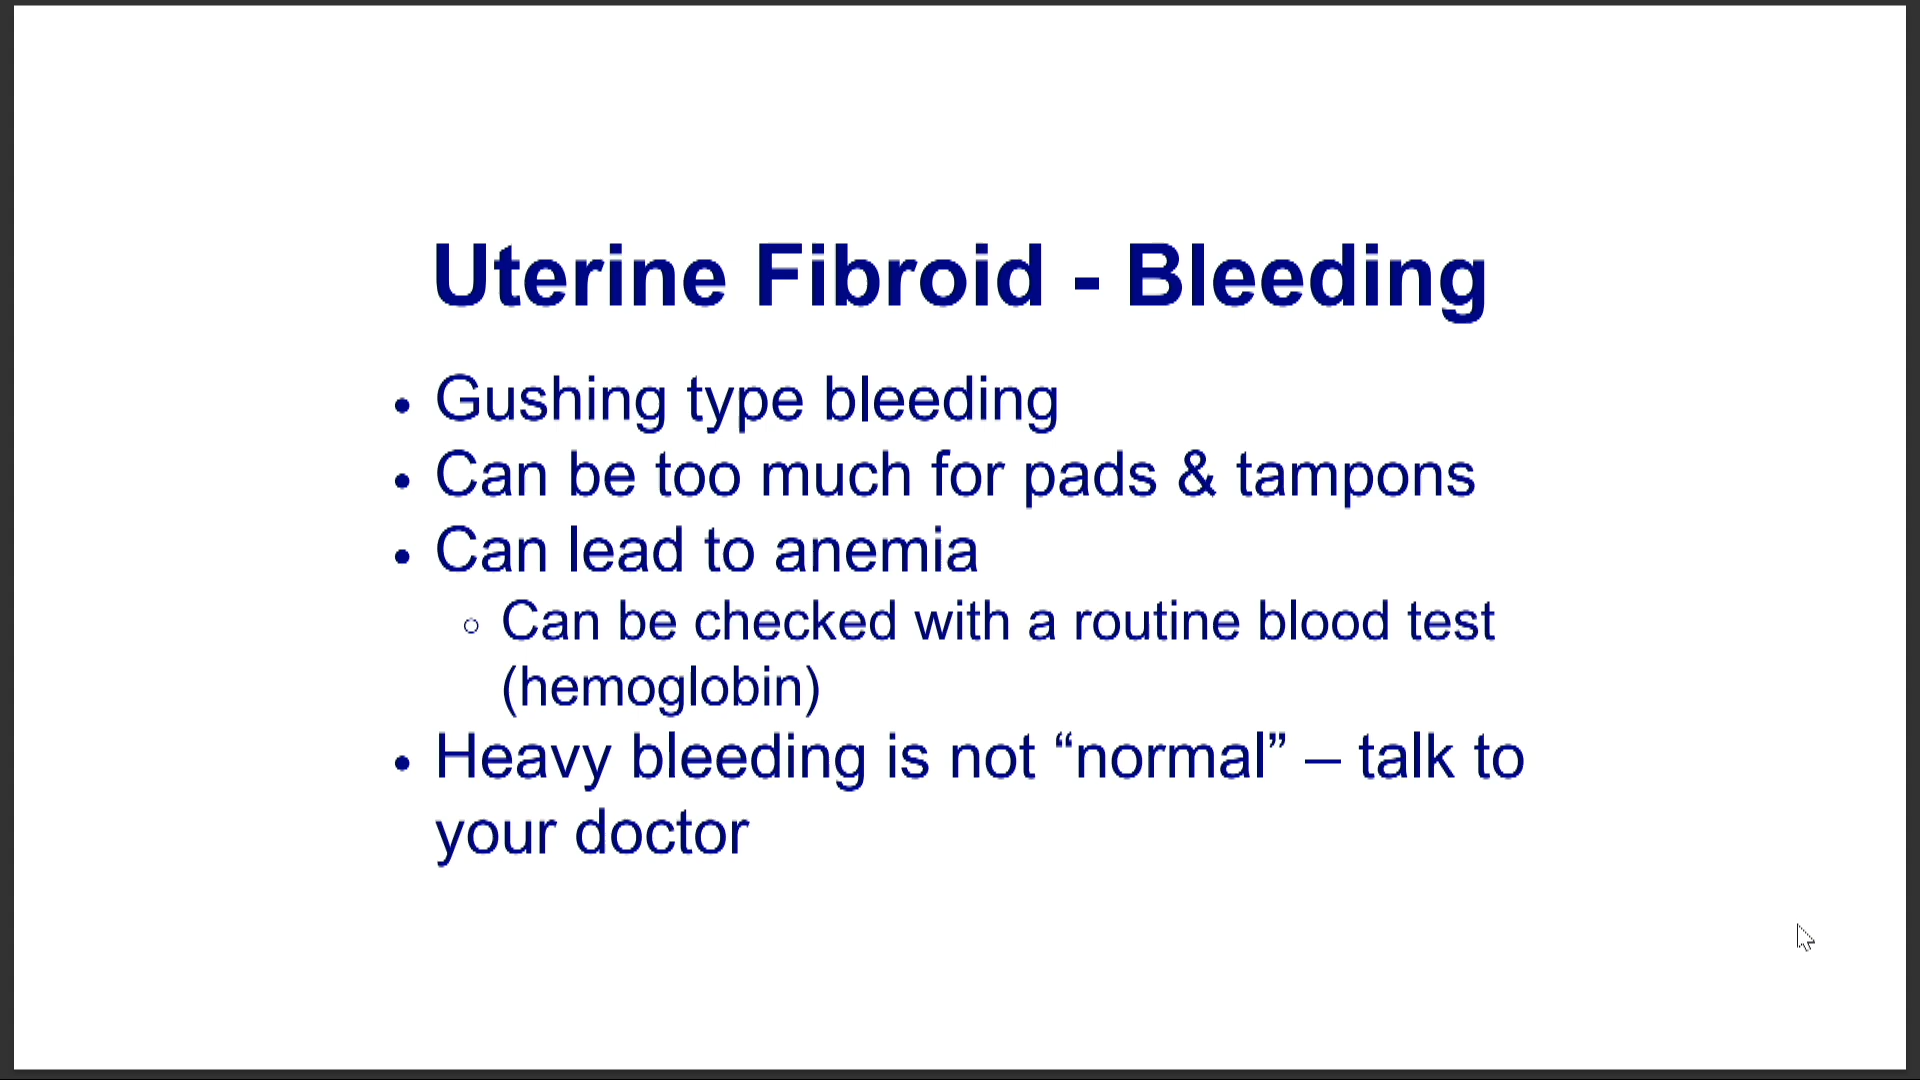 Uterine Fibroid - Bleeding
• Gushing type bleeding
• Can be too much for pads & tampons
• Can lead to anemia
○ Can be checked with a routine blood test
(hemoglobin)
• Heavy bleeding is not “normal” – talk to
your doctor